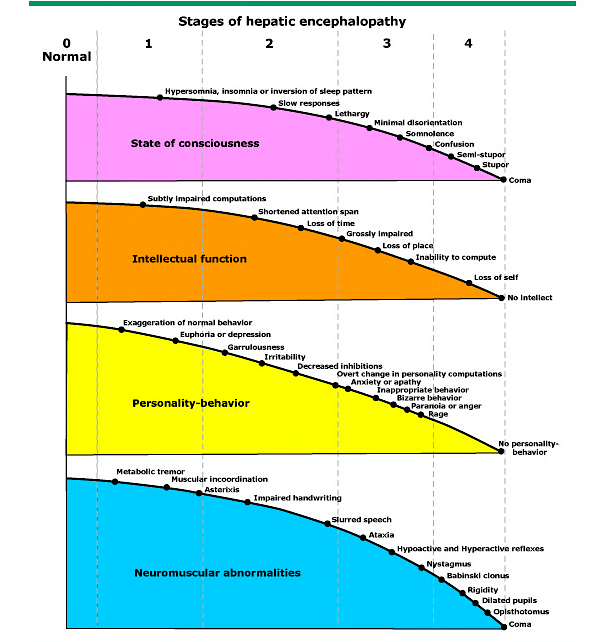 Stages of hepatic encephalopathy
0 1 2 3 4
Normal
Hypersomnia, insomnia or inversion of sleep pattern
Slow responses
Lethargy
Minimal disorientation
Somnolence
Confusion
Semi-stupor
Stupor
Coma
State of consciousness
Subtly impaired computations
Shortened attention span
Loss of time
Grossly impaired
Loss of place
Inability to compute
Loss of self
No intellect
Intellectual function
Exaggeration of normal behavior
Euphoria or depression
Garrulousness
Irritability
Decreased inhibitions
Overt change in personality computations
Anxiety or apathy
Inappropriate behavior
Bizarre behavior
Paranoia or anger
Rage
No personality-
behavior
Personality-behavior
Metabolic tremor
Muscular incoordination
Asterixis
Impaired handwriting
Slurred speech
Ataxia
Hypoactive and Hyperactive reflexes
Nystagmus
Babinski clonus
Rigidity
Dilated pupils
Opisthotomus
Coma
Neuromuscular abnormalities